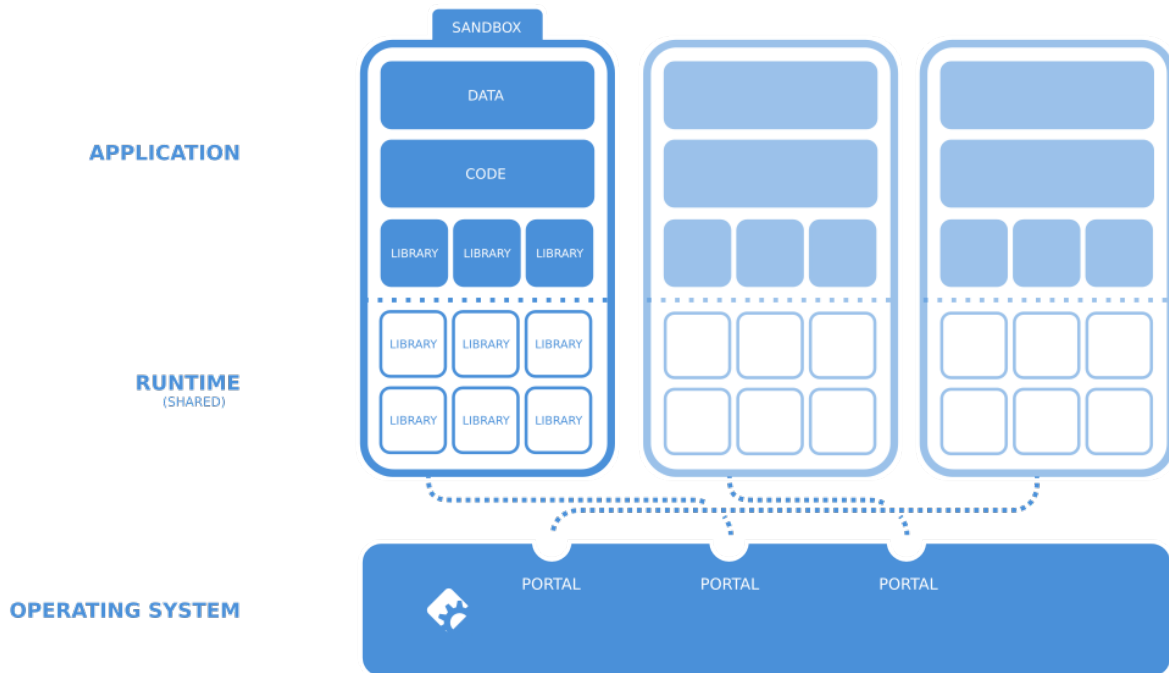 SANDBOX
DATA
APPLICATION
CODE
LIBRARY LIBRARY LIBRARY
LIBRARY LIBRARY LIBRARY
RUNTIME
(SHARED)
LIBRARY LIBRARY LIBRARY
PORTAL PORTAL PORTAL
OPERATING SYSTEM